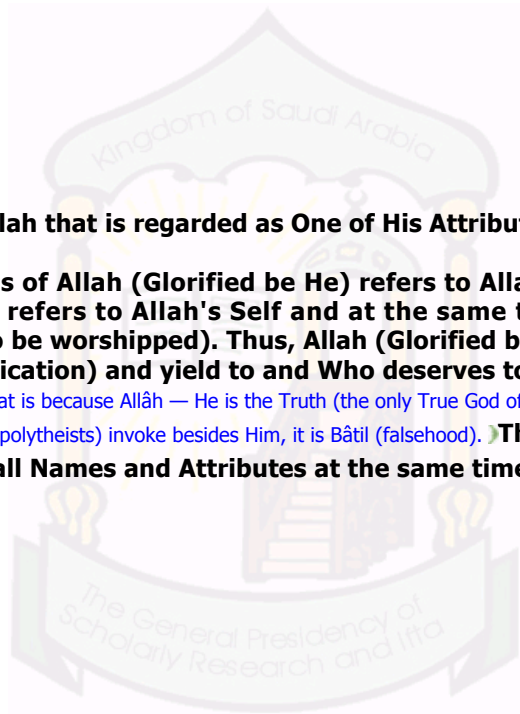 Kingdom of Saudi Arabia
llah that is regarded as One of His Attribut
s of Allah (Glorified be He) refers to Alla
refers to Allah's Self and at the same t
o be worshipped). Thus, Allah (Glorified b
ication) and yield to and Who deserves to
at is because Allâh — He is the Truth (the only True God of
polytheists) invoke besides Him, it is Bâtil (falsehood). ﴿Th
all Names and Attributes at the same time
The General Presidency of
Scholarly Research and Ifta